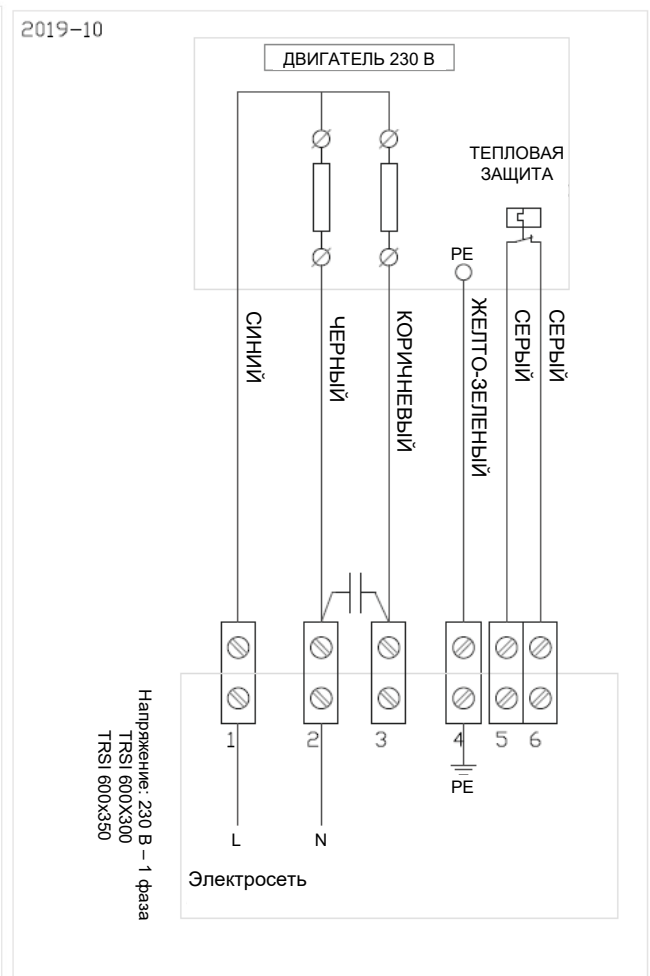 2019-10
ДВИГАТЕЛЬ 230 В
ТЕПЛОВАЯ
ЗАЩИТА
PE
СИНИЙ
ЧЕРНЫЙ
КОРИЧНЕВЫЙ
ЖЕЛТО-ЗЕЛЕНЫЙ
СЕРЫЙ
СЕРЫЙ
1
2
3
4
5
6
PE
L
N
Электросеть
Напряжение: 230 В – 1 фаза
TRSI 600X300
TRSI 600x350